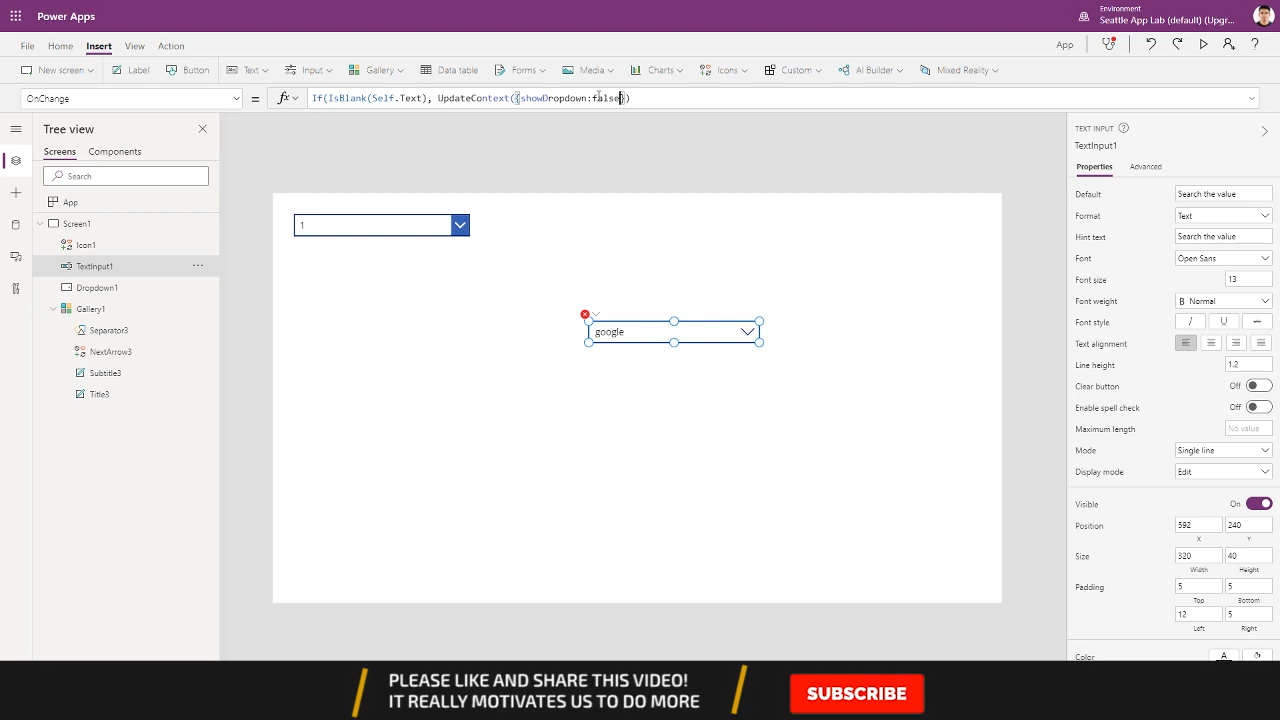 Power Apps
Environment
Seattle App Lab (default) (Upgr...
File Home Insert View Action
App
New screen Label Button Text Input Gallery Data table Forms Media Charts Icons Custom AI Builder Mixed Reality
OnChange = fx If(IsBlank(Self.Text), UpdateContext({showDropdown:false})
Tree view
Screens Components
Search
App
Screen1
Icon1
TextInput1
Dropdown1
Gallery1
Separator3
NextArrow3
Subtitle3
Title3
1
google
TEXT INPUT
TextInput1
Properties Advanced
Default Search the value
Format Text
Hint text Search the value
Font Open Sans
Font size 13
Font weight B Normal
Font style / U abc
Text alignment
Line height 1.2
Clear button Off
Enable spell check Off
Maximum length No value
Mode Single line
Display mode Edit
Visible On
Position 592 240
X Y
Size 320 40
Width Height
Padding 5 5
Top Bottom
12 5
Left Right
Color A
PLEASE LIKE AND SHARE THIS VIDEO!
IT REALLY MOTIVATES US TO DO MORE
SUBSCRIBE